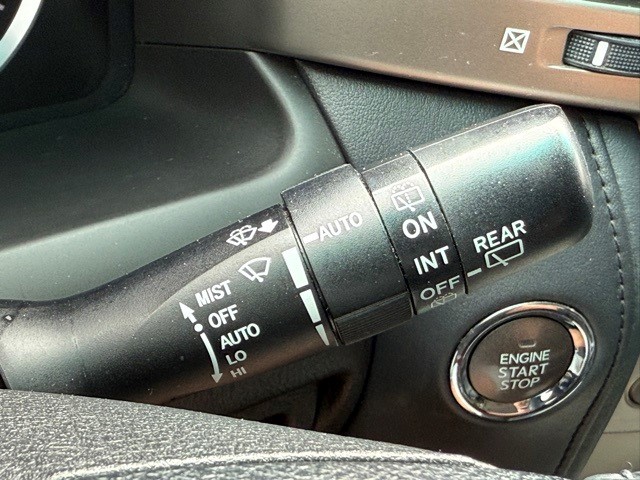 AUTO
ON
INT
OFF
REAR
MIST
OFF
AUTO
LO
HI
ENGINE
START
STOP